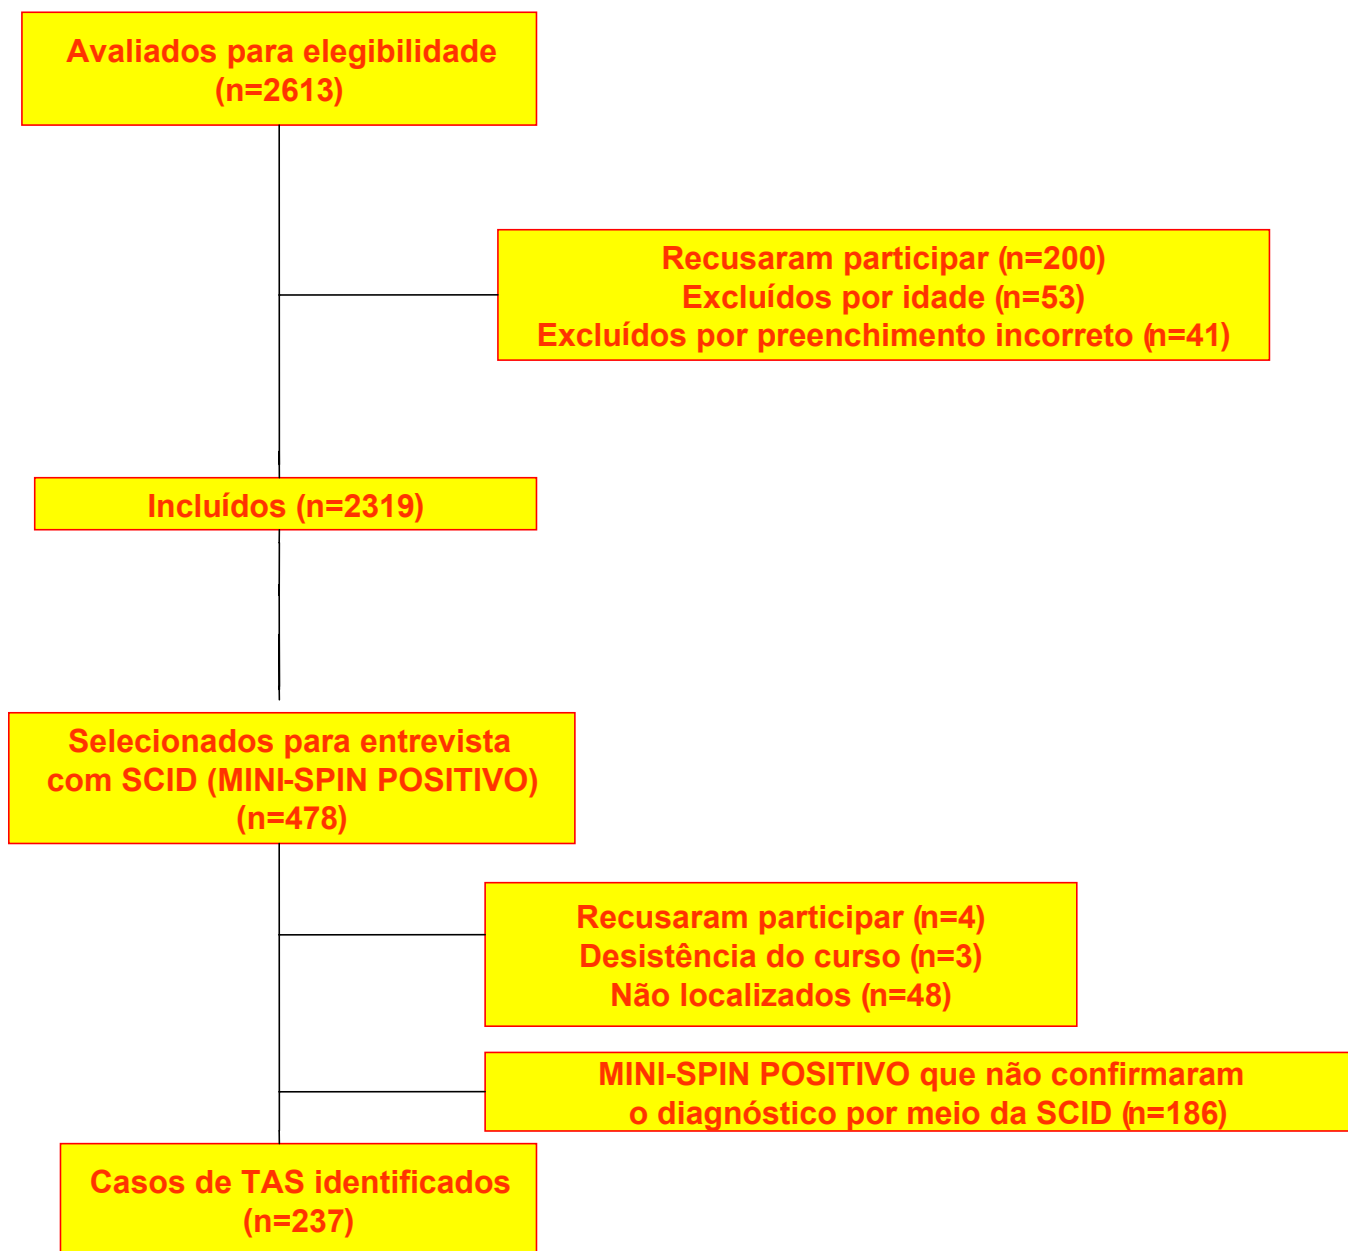 Avaliados para elegibilidade
(n=2613)
Recusaram participar (n=200)
Excluídos por idade (n=53)
Excluídos por preenchimento incorreto (n=41)
Incluídos (n=2319)
Selecionados para entrevista
com SCID (MINI-SPIN POSITIVO)
(n=478)
Recusaram participar (n=4)
Desistência do curso (n=3)
Não localizados (n=48)
MINI-SPIN POSITIVO que não confirmaram
o diagnóstico por meio da SCID (n=186)
Casos de TAS identificados
(n=237)